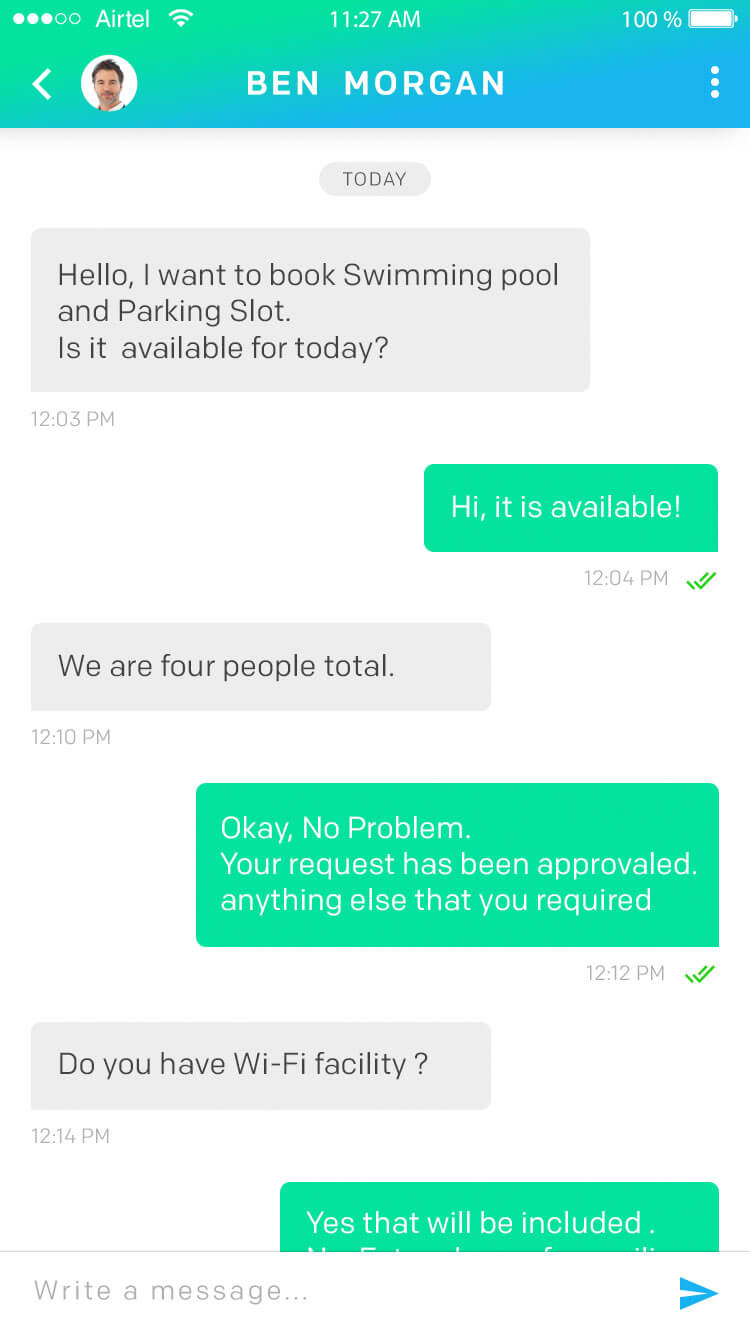 Airtel 11:27 AM 100 %
BEN MORGAN
TODAY
Hello, I want to book Swimming pool
and Parking Slot.
Is it available for today?
12:03 PM
Hi, it is available!
12:04 PM
We are four people total.
12:10 PM
Okay, No Problem.
Your request has been approvaled.
anything else that you required
12:12 PM
Do you have Wi-Fi facility ?
12:14 PM
Yes that will be included .
Write a message...